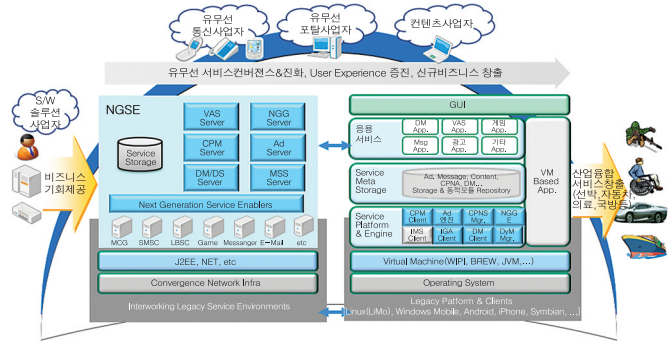 유무선
통신사업자
유무선
포탈사업자
컨텐츠사업자
유무선 서비스컨버젼스&진화, User Experience 증진, 신규비즈니스 창출
S/W
솔루션
사업자
비즈니스
기회제공
NGSE
Service
Storage
VAS
Server
NGG
Server
CPM
Server
Ad
Server
DM/DS
Server
MSS
Server
Next Generation Service Enablers
MCG SMSC LBSC Game Messanger E-Mail etc
J2EE, NET, etc
Convergence Network Infra
Interworking Legacy Service Environments
GUI
응용
서비스
DM
App.
VAS
App.
게임
App.
Msg
App.
광고
App.
기타
App.
Service
Meta
Storage
Ad, Message, Content,
CPNA, DM...
Storage & 동적모듈 Repository
Service
Platform
& Engine
CPM
Client
Ad
엔진
CPNS
Mgr.
NGG
E
IMS
Client
IGA
Client
DM
Client
DyM
Mgr.
VM
Based
App.
Virtual Machine(WIPI, BREW, JVM,...)
Operating System
Legacy Patform & Clients
[Linux(LiMo), Windows Mobile, Android, iPhone, Symbian, ...]
산업융합
서비스창출
(선박, 자동차,
의료, 국방등)